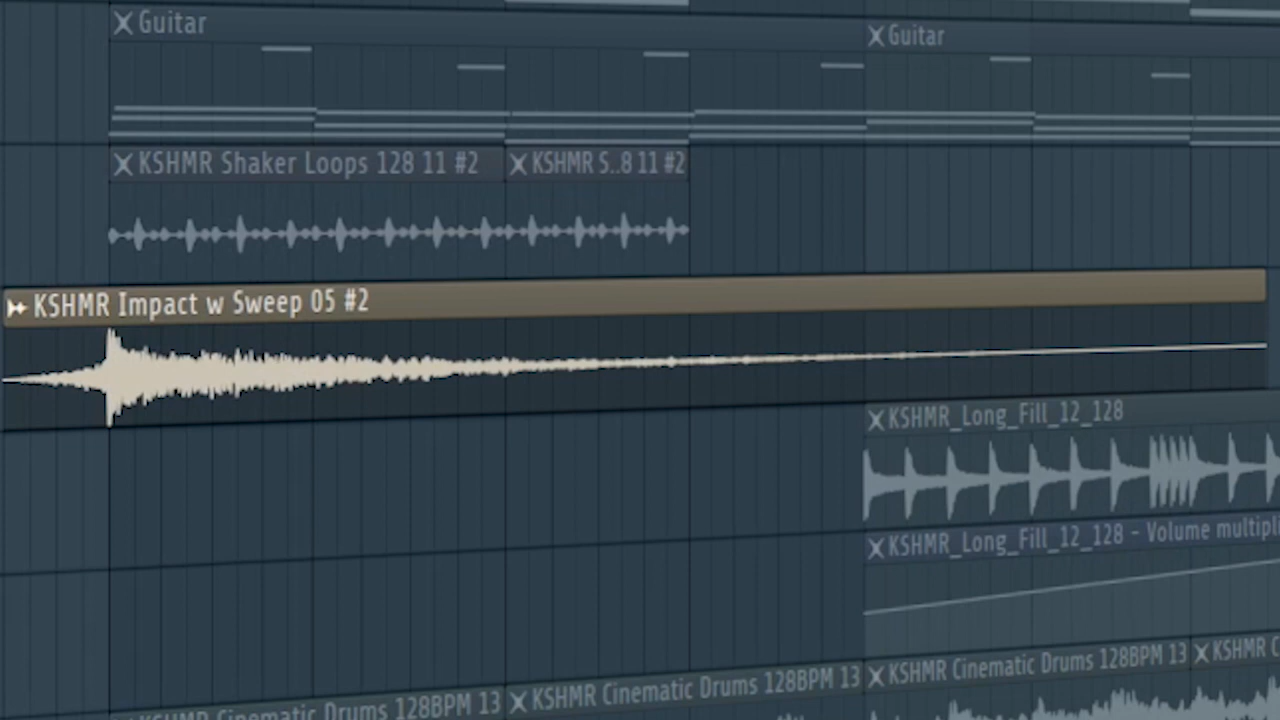 Guitar
Guitar
KSHMR Shaker Loops 128 11 #2
KSHMR S..8 11 #2
KSHMR Impact w Sweep 05 #2
KSHMR_Long_Fill_12_128
KSHMR_Long_Fill_12_128 - Volume multipl
KSHMR Cinematic Drums 128BPM 13
KSHMR Cinematic Drums 128BPM 13
KSHMR Cinematic Drums 128BPM 13
KSHMR C